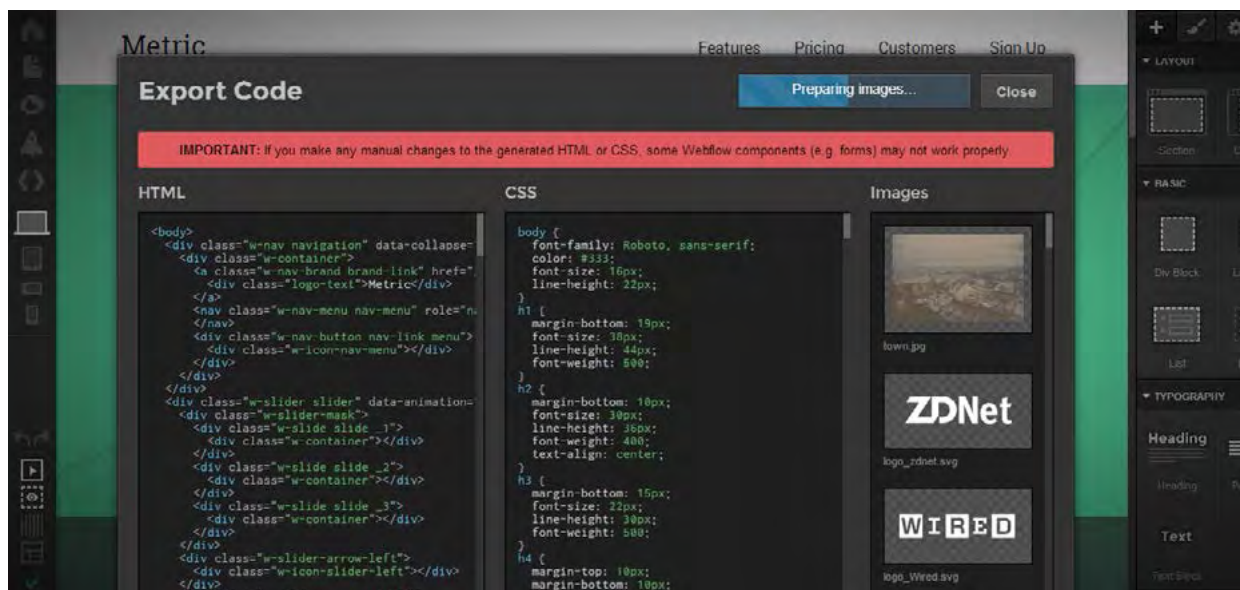 Metric
Features Pricing Customers Sign Up
Export Code
Preparing images...
Close
IMPORTANT: If you make any manual changes to the generated HTML or CSS, some Webflow components (e.g. forms) may not work properly.
HTML
<body>
<div class="w-nav navigation" data-collapse=
<div class="w-container">
<a class="w-nav-brand brand-link" href=
<div class="logo-text">Metric</div>
</a>
<nav class="w-nav-menu nav-menu" role="n
</nav>
<div class="w-nav-button nav-link menu">
<div class="w-icon-nav-menu"></div>
</div>
</div>
</div>
<div class="w-slider slider" data-animation=
<div class="w-slider-mask">
<div class="w-slide slide _1">
<div class="w-container"></div>
</div>
<div class="w-slide slide _2">
<div class="w-container"></div>
</div>
<div class="w-slide slide _3">
<div class="w-container"></div>
</div>
</div>
<div class="w-slider-arrow-left">
<div class="w-icon-slider-left"></div>
</div>
CSS
body {
font-family: Roboto, sans-serif;
color: #333;
font-size: 16px;
line-height: 22px;
}
h1 {
margin-bottom: 19px;
font-size: 38px;
line-height: 44px;
font-weight: 500;
}
h2 {
margin-bottom: 10px;
font-size: 30px;
line-height: 36px;
font-weight: 400;
text-align: center;
}
h3 {
margin-bottom: 15px;
font-size: 22px;
line-height: 30px;
font-weight: 500;
}
h4 {
margin-top: 10px;
margin-bottom: 10px;
Images
town.jpg
ZDNet
logo_zdnet.svg
WIRED
logo_Wired.svg
LAYOUT
Section
BASIC
Div Block
List
TYPOGRAPHY
Heading
Heading
Text
Text Block